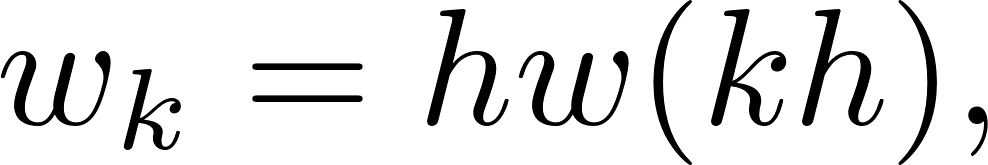 w_k = hw(kh),